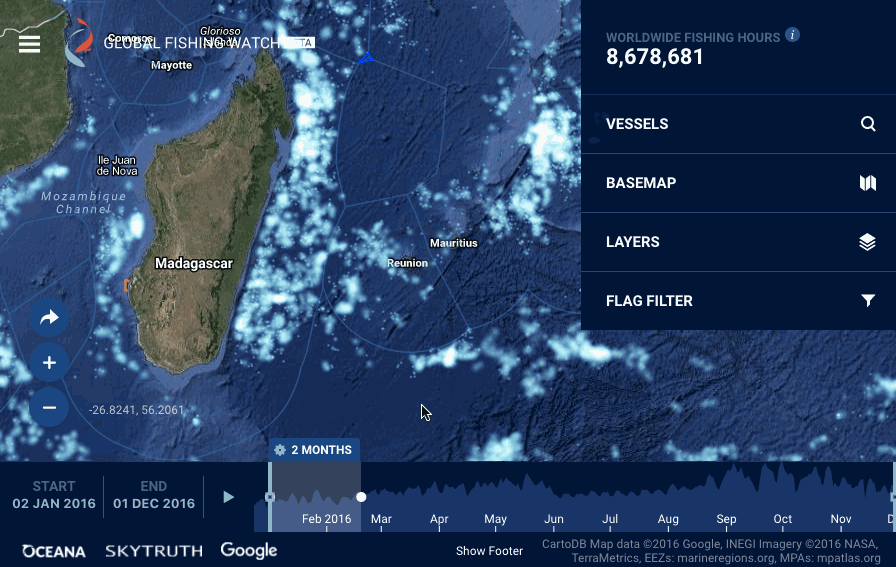 Comoros
Glorioso
Islands
GLOBAL FISHING WATCH BETA
Mayotte
Ile Juan
de Nova
Mozambique
Channel
Madagascar
Mauritius
Réunion
-26.8241, 56.2061
WORLDWIDE FISHING HOURS i
8,678,681
VESSELS
BASEMAP
LAYERS
FLAG FILTER
2 MONTHS
START
02 JAN 2016
END
01 DEC 2016
Feb 2016 Mar Apr May Jun Jul Aug Sep Oct Nov D
OCEANA SKYTRUTH Google
Show Footer
CartoDB Map data ©2016 Google, INEGI Imagery ©2016 NASA,
TerraMetrics, EEZs: marineregions.org, MPAs: mpatlas.org